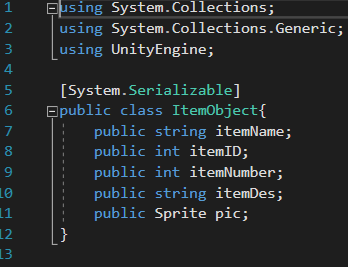 1 using System.Collections;
2 using System.Collections.Generic;
3 using UnityEngine;
4
5 [System.Serializable]
6 public class ItemObject{
7 public string itemName;
8 public int itemID;
9 public int itemNumber;
10 public string itemDes;
11 public Sprite pic;
12 }
13